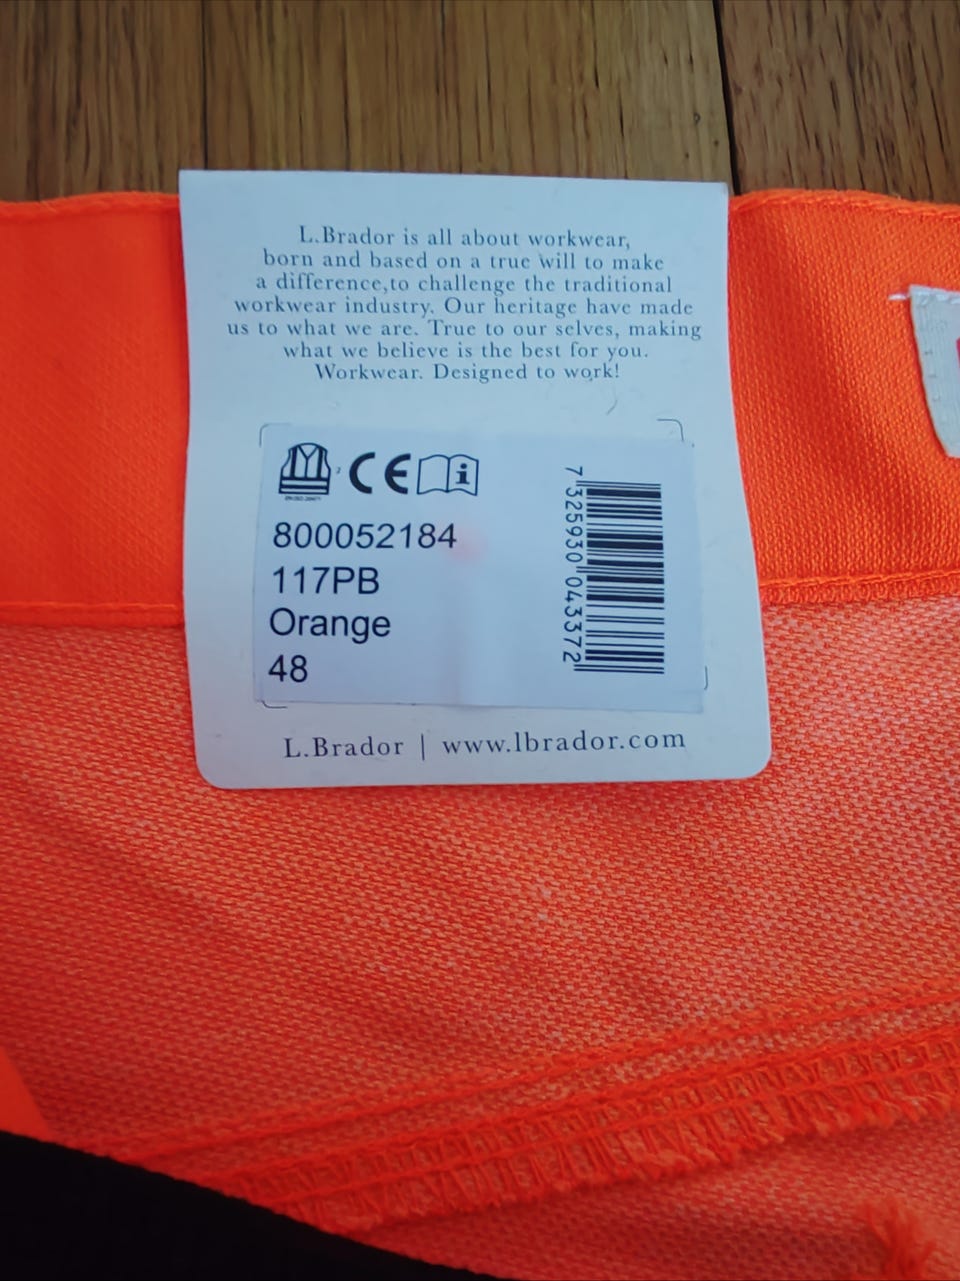 L.Brador is all about workwear,
born and based on a true will to make
a difference,to challenge the traditional
workwear industry. Our heritage have made
us to what we are. True to our selves, making
what we believe is the best for you.
Workwear. Designed to work!
CE
800052184
117PB
Orange
48
7 325930 043372
L.Brador | www.lbrador.com